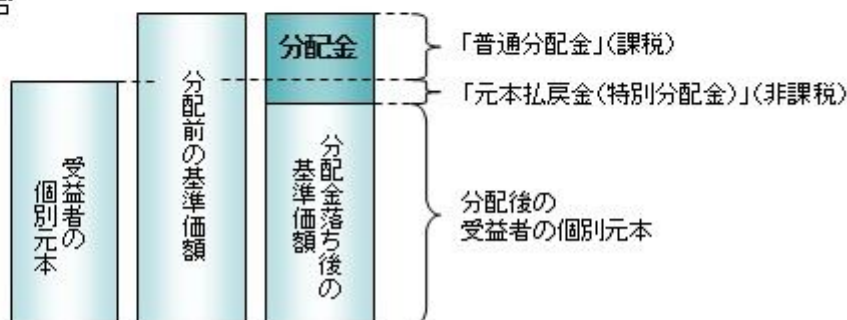 受益者の
個別元本
分配前の基準価額
分配金
分配金落ち後の
基準価額
「普通分配金」(課税)
「元本払戻金(特別分配金)」(非課税)
分配後の
受益者の個別元本